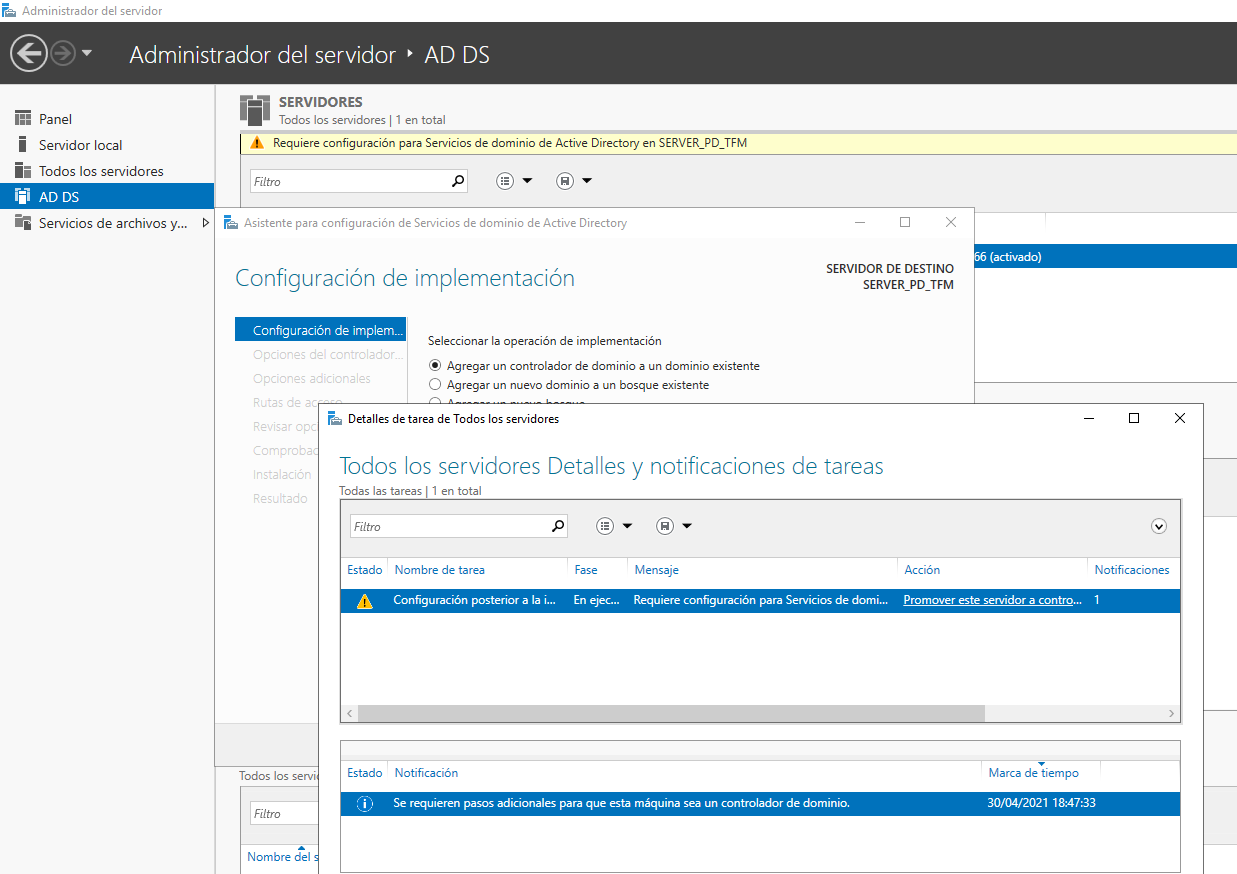 Administrador del servidor
Administrador del servidor ‣ AD DS
Panel
Servidor local
Todos los servidores
AD DS
Servicios de archivos y...
SERVIDORES
Todos los servidores | 1 en total
Requiere configuración para Servicios de dominio de Active Directory en SERVER_PD_TFM
Filtro
66 (activado)
Asistente para configuración de Servicios de dominio de Active Directory
Configuración de implementación
SERVIDOR DE DESTINO
SERVER_PD_TFM
Configuración de implem...
Opciones del controlador...
Opciones adicionales
Rutas de acceso
Revisar opci
Comprobac
Instalación
Resultado
Seleccionar la operación de implementación
Agregar un controlador de dominio a un dominio existente
Agregar un nuevo dominio a un bosque existente
Agregar un nuevo bosque
Detalles de tarea de Todos los servidores
Todos los servidores Detalles y notificaciones de tareas
Todas las tareas | 1 en total
Filtro
Estado Nombre de tarea Fase Mensaje Acción Notificaciones
Configuración posterior a la i... En ejec... Requiere configuración para Servicios de domi... Promover este servidor a contro... 1
Estado Notificación Marca de tiempo
Se requieren pasos adicionales para que esta máquina sea un controlador de dominio. 30/04/2021 18:47:33
Todos los servi
Filtro
Nombre del s